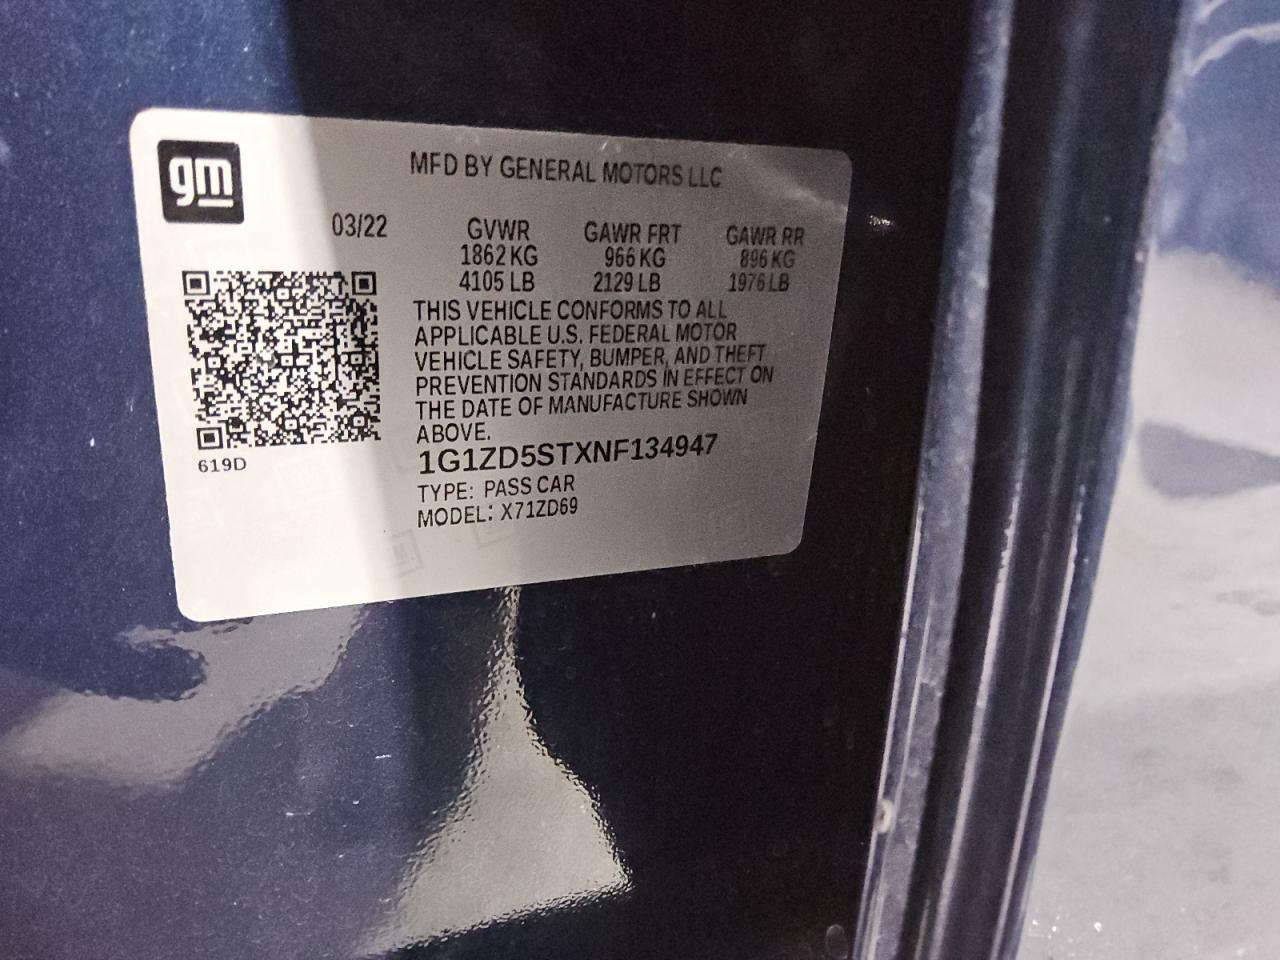 gm
MFD BY GENERAL MOTORS LLC
03/22 GVWR GAWR FRT GAWR RR
1862 KG 966 KG 896 KG
4105 LB 2129 LB 1976 LB
THIS VEHICLE CONFORMS TO ALL
APPLICABLE U.S. FEDERAL MOTOR
VEHICLE SAFETY, BUMPER, AND THEFT
PREVENTION STANDARDS IN EFFECT ON
THE DATE OF MANUFACTURE SHOWN
ABOVE.
619D
1G1ZD5STXNF134947
TYPE: PASS CAR
MODEL: X71ZD69